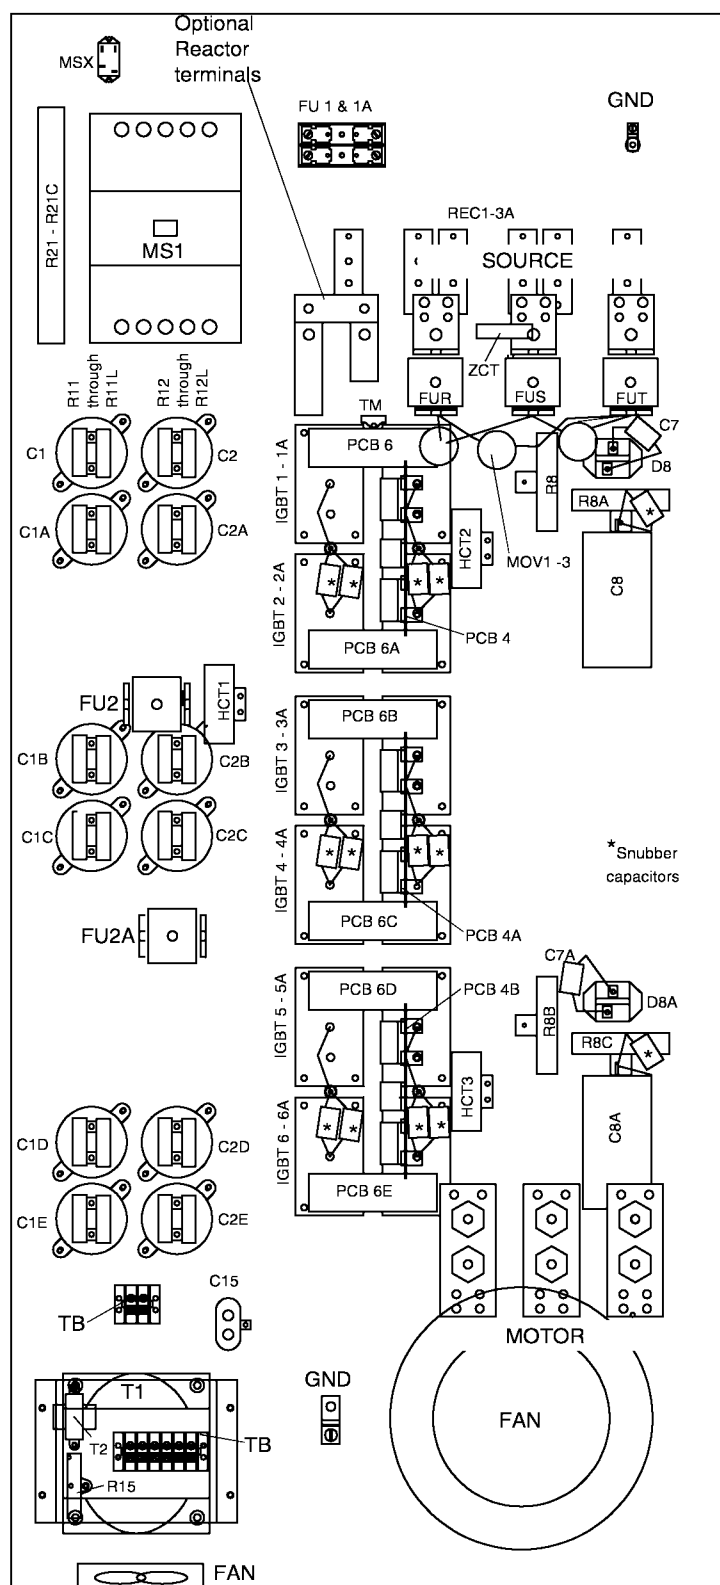 Optional
Reactor
terminals
MSX
FU 1 & 1A
GND
R21 - R21C
MS1
REC1-3A
SOURCE
ZCT
FUR
FUS
FUT
R11
through
R11L
R12
through
R12L
TM
C7
C1
C2
PCB 6
IGBT 1 - 1A
R8
D8
R8A
*
C1A
C2A
HCT2
MOV1 -3
C8
IGBT 2 - 2A
* *
* *
PCB 4
PCB 6A
FU2
HCT1
PCB 6B
IGBT 3 - 3A
C1B
C2B
C1C
C2C
IGBT 4 - 4A
* *
* *
*Snubber
capacitors
PCB 6C
PCB 4A
FU2A
C7A
PCB 6D
PCB 4B
IGBT 5 - 5A
R8B
D8A
R8C
*
HCT3
C8A
IGBT 6 - 6A
* *
* *
C1D
C2D
PCB 6E
C1E
C2E
C15
TB
MOTOR
T1
GND
FAN
T2
TB
R15
FAN